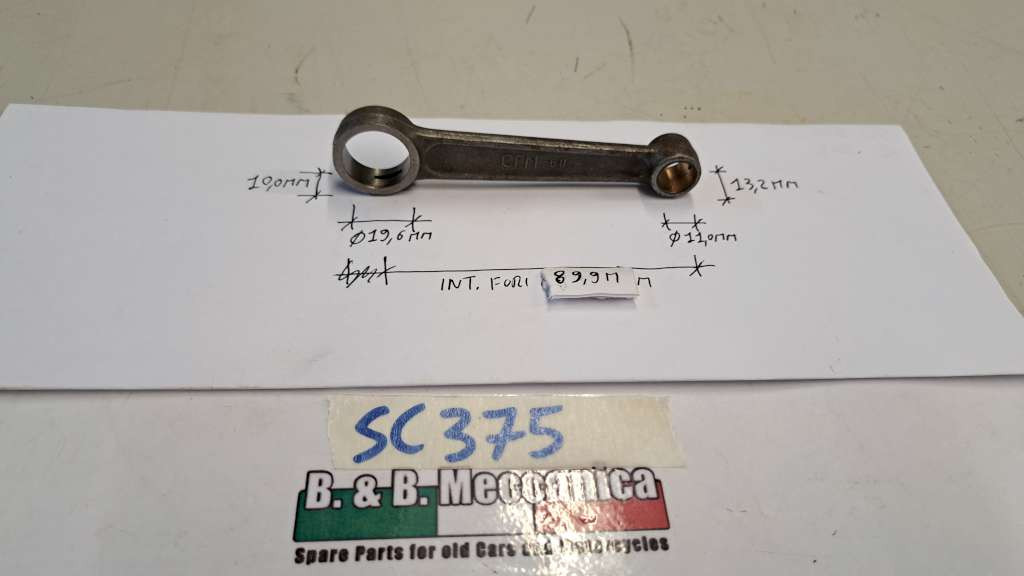 10,0mm
13,2mm
Ø19,6mm
Ø11,0mm
INT. FORI 89,9M M
SC375
B. & B. Meccanica
Spare Parts for old Cars and Motorcycles